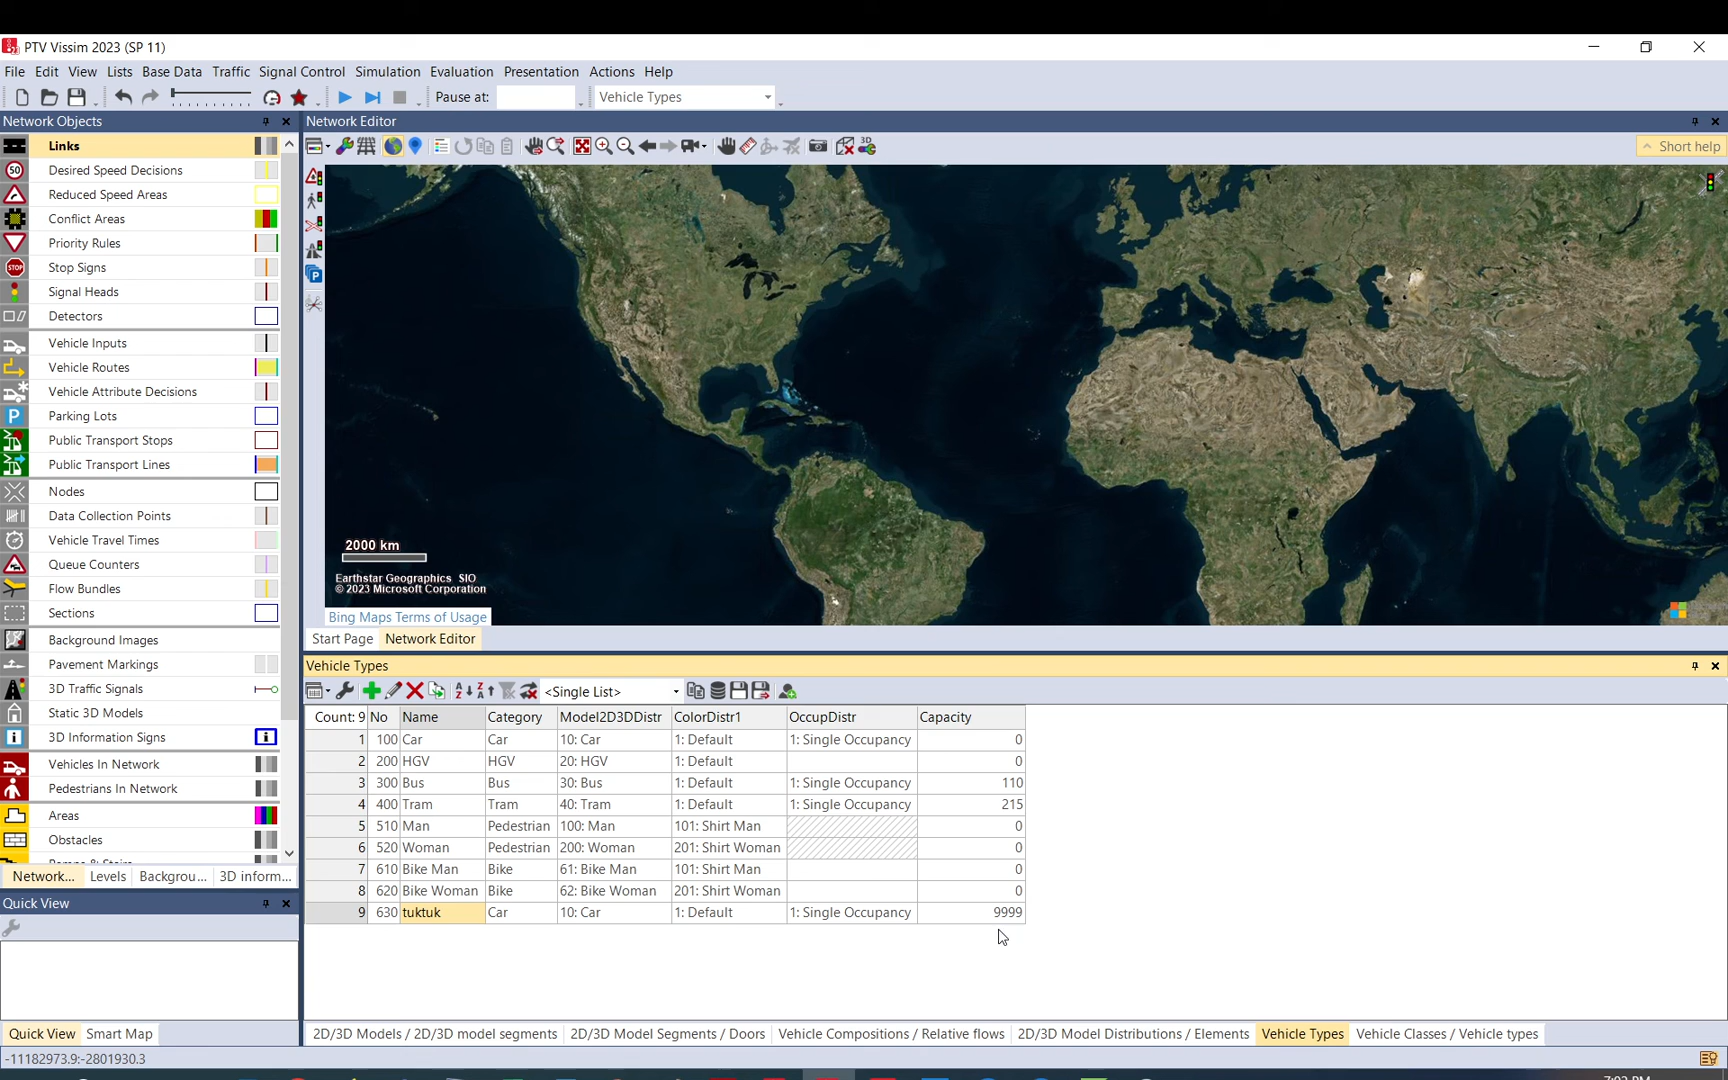 PTV Vissim 2023 (SP 11)
File Edit View Lists Base Data Traffic Signal Control Simulation Evaluation Presentation Actions Help
Pause at: Vehicle Types
Network Objects
Links
50 Desired Speed Decisions
Reduced Speed Areas
Conflict Areas
Priority Rules
STOP Stop Signs
Signal Heads
Detectors
Vehicle Inputs
Vehicle Routes
Vehicle Attribute Decisions
P Parking Lots
Public Transport Stops
Public Transport Lines
Nodes
Data Collection Points
Vehicle Travel Times
Queue Counters
Flow Bundles
Sections
Background Images
Pavement Markings
3D Traffic Signals
Static 3D Models
i 3D Information Signs i
Vehicles In Network
Pedestrians In Network
Areas
Obstacles
Network... Levels Backgrou... 3D inform...
Quick View
Quick View Smart Map
Network Editor
3D
Short help
P
2000 km
Earthstar Geographics SIO
© 2023 Microsoft Corporation
Bing Maps Terms of Usage
Start Page Network Editor
Vehicle Types
<Single List>
Count: 9 No Name Category Model2D3DDistr ColorDistr1 OccupDistr Capacity
1 100 Car Car 10: Car 1: Default 1: Single Occupancy 0
2 200 HGV HGV 20: HGV 1: Default 0
3 300 Bus Bus 30: Bus 1: Default 1: Single Occupancy 110
4 400 Tram Tram 40: Tram 1: Default 1: Single Occupancy 215
5 510 Man Pedestrian 100: Man 101: Shirt Man 0
6 520 Woman Pedestrian 200: Woman 201: Shirt Woman 0
7 610 Bike Man Bike 61: Bike Man 101: Shirt Man 0
8 620 Bike Woman Bike 62: Bike Woman 201: Shirt Woman 0
9 630 tuktuk Car 10: Car 1: Default 1: Single Occupancy 9999
2D/3D Models / 2D/3D model segments 2D/3D Model Segments / Doors Vehicle Compositions / Relative flows 2D/3D Model Distributions / Elements Vehicle Types Vehicle Classes / Vehicle types
-11182973.9:-2801930.3